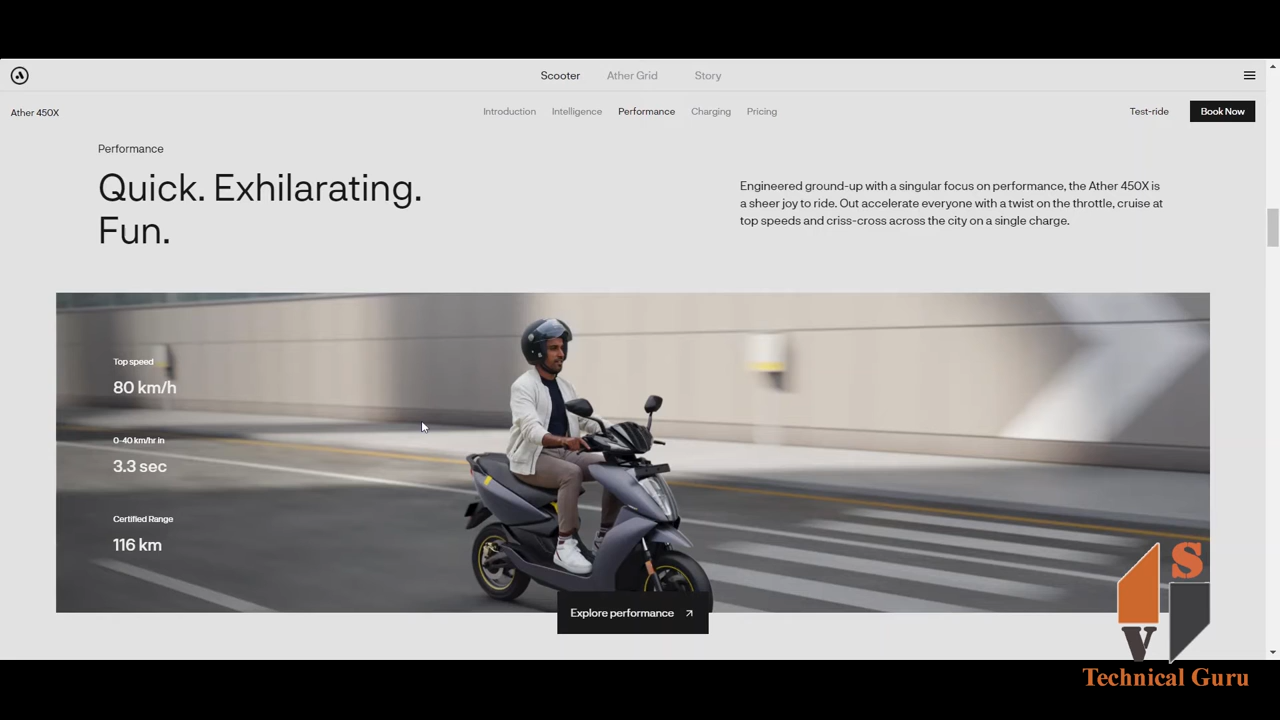 Scooter Ather Grid Story
Ather 450X Introduction Intelligence Performance Charging Pricing Test-ride Book Now
Performance
Quick. Exhilarating.
Fun.
Engineered ground-up with a singular focus on performance, the Ather 450X is
a sheer joy to ride. Out accelerate everyone with a twist on the throttle, cruise at
top speeds and criss-cross across the city on a single charge.
Top speed
80 km/h
0-40 km/hr in
3.3 sec
Certified Range
116 km
Explore performance
S
V
Technical Guru